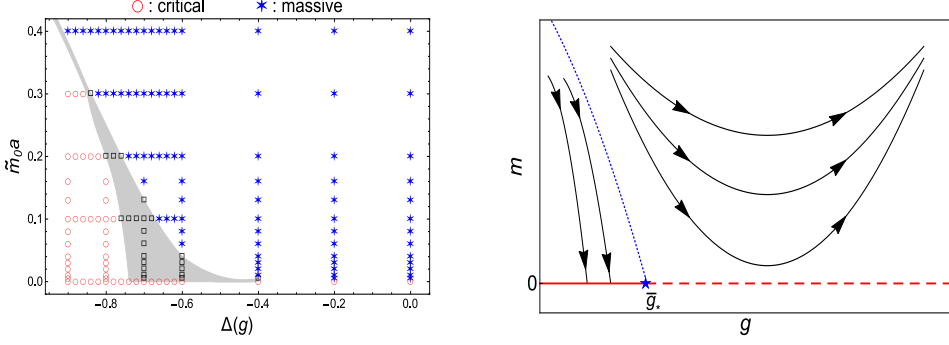 ○ : critical ✶ : massive
0.4
0.3
0.2
0.1
0.0
m̃₀a
−0.8 −0.6 −0.4 −0.2 0.0
Δ(g)
m
0
ḡ*
g